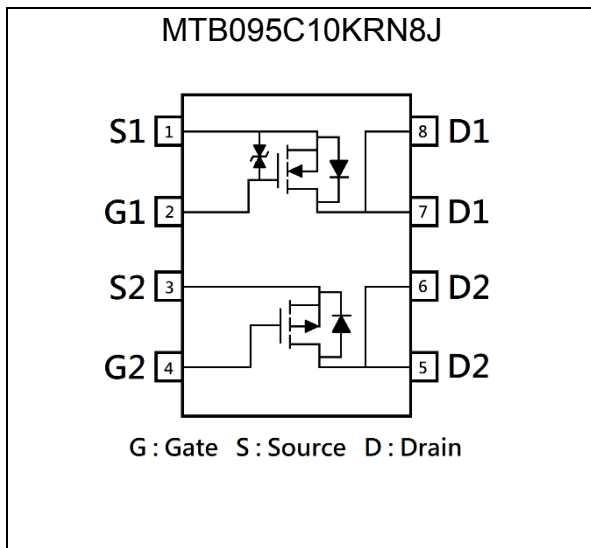 MTB095C10KRN8J
S1 1 8 D1
G1 2 7 D1
S2 3 6 D2
G2 4 5 D2
G : Gate S : Source D : Drain